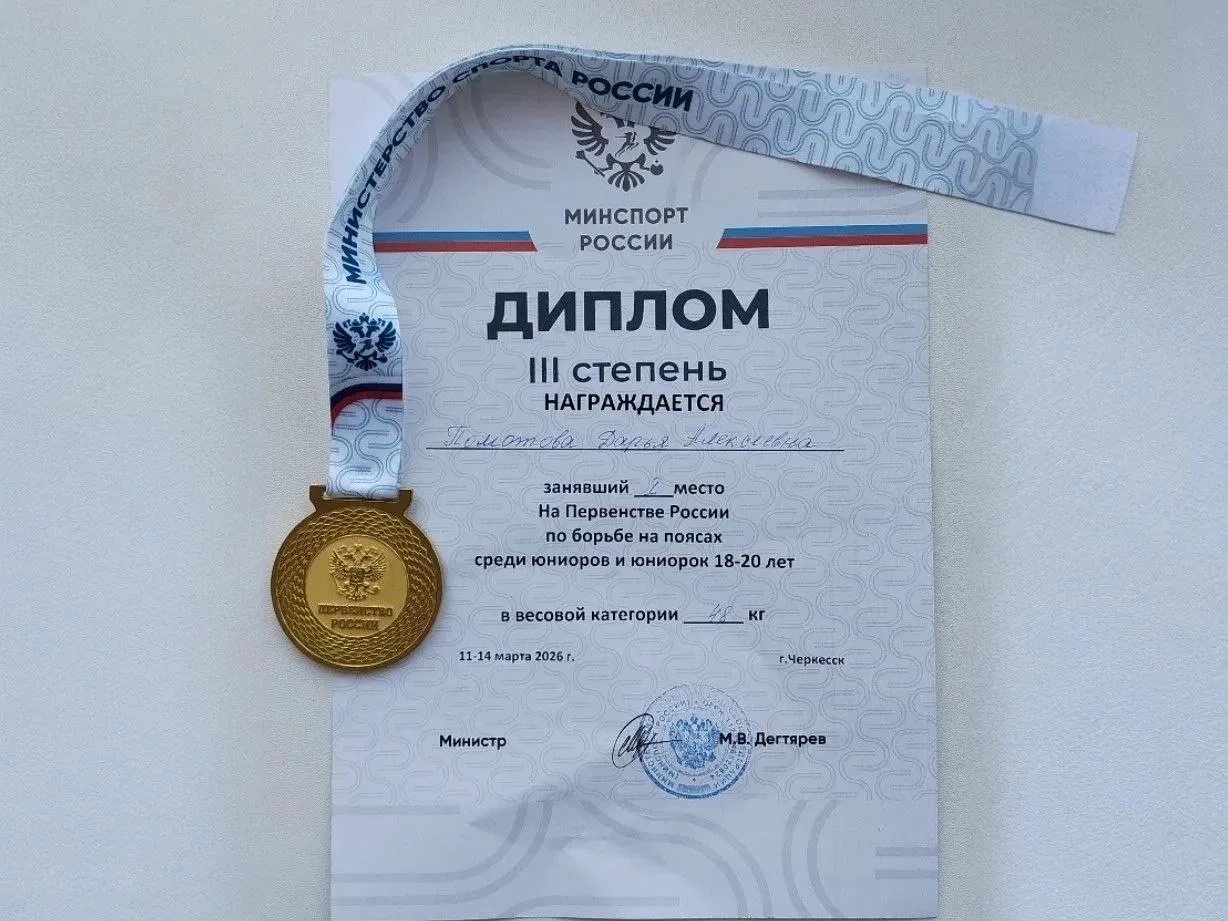 МИНИСТЕРСТВО СПОРТА РОССИИ
МИНСПОРТ
РОССИИ
ДИПЛОМ
III степень
НАГРАЖДАЕТСЯ
Дарья Алексеевна
занявший 2 место
На Первенстве России
по борьбе на поясах
среди юниоров и юниорок 18-20 лет
в весовой категории 48 кг
11-14 марта 2026 г. г.Черкесск
Министр М.В. Дегтярев
ПЕРВЕНСТВО
РОССИИ